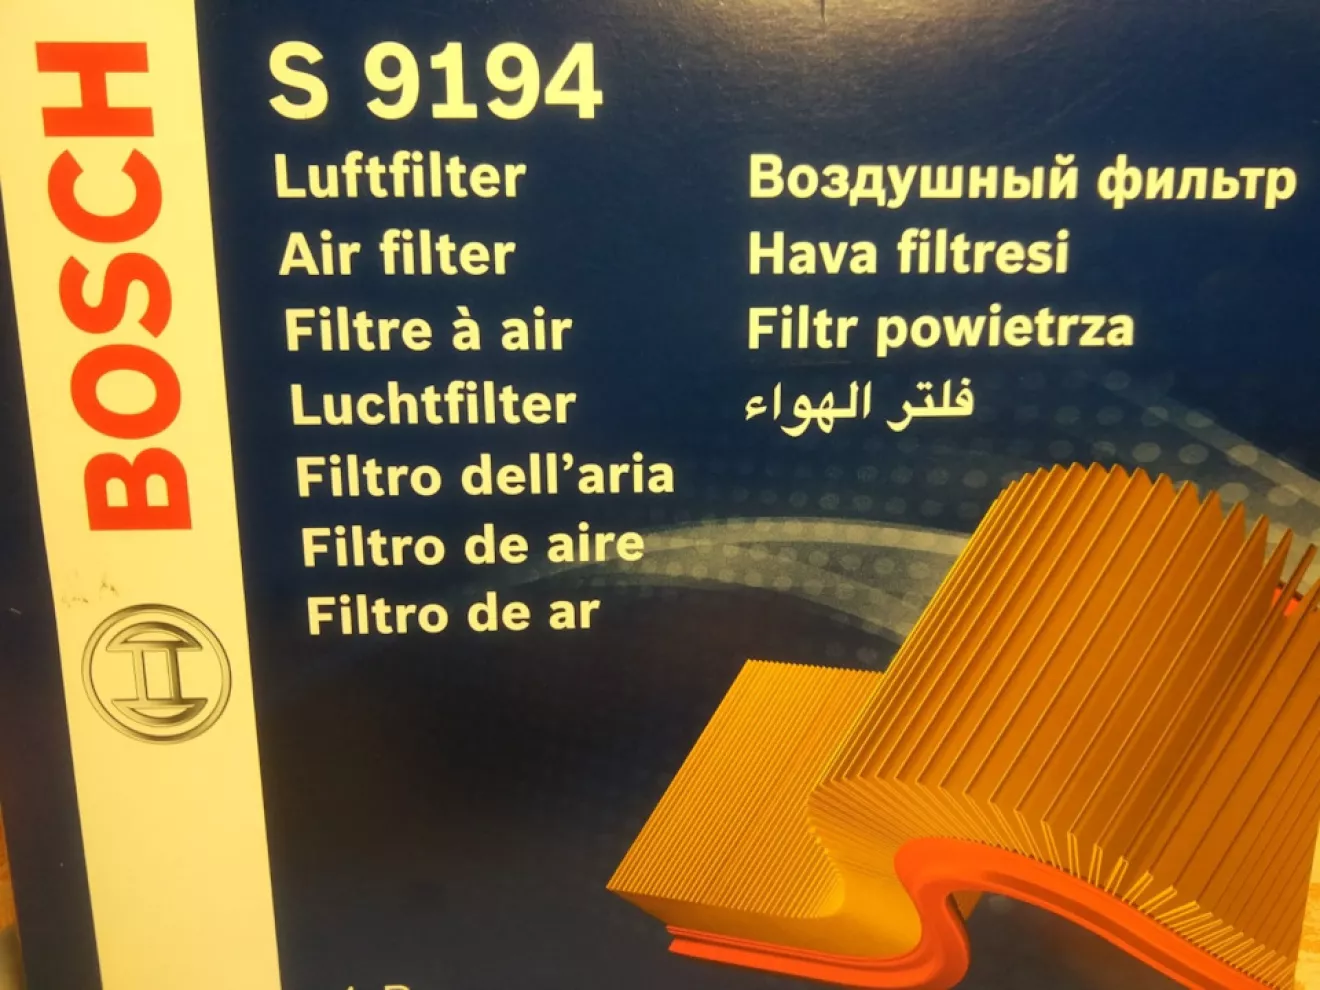 BOSCH
S 9194
Luftfilter
Air filter
Filtre à air
Luchtfilter
Filtro dell'aria
Filtro de aire
Filtro de ar
Воздушный фильтр
Hava filtresi
Filtr powietrza
فلتر الهواء